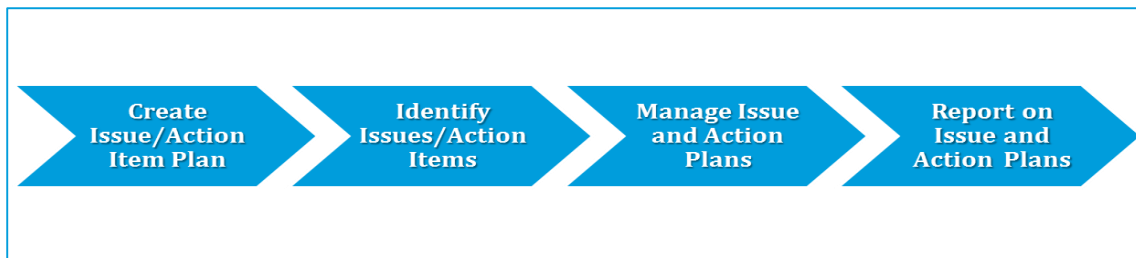 Create
Issue/Action
Item Plan
Identify
Issues/Action
Items
Manage Issue
and Action
Plans
Report on
Issue and
Action Plans